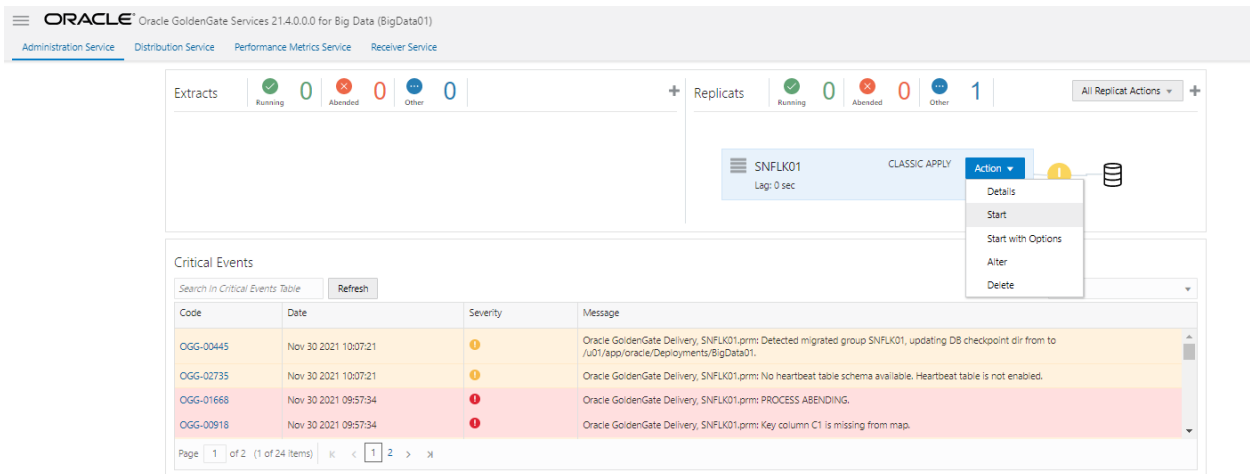 ORACLE® Oracle GoldenGate Services 21.4.0.0.0 for Big Data (BigData01)
Administration Service Distribution Service Performance Metrics Service Receiver Service
Extracts Running 0 Abended 0 Other 0
Replicats Running 0 Abended 0 Other 1 All Replicat Actions
SNFLK01 CLASSIC APPLY Action
Lag: 0 sec
Details
Start
Start with Options
Alter
Delete
Critical Events
Search In Critical Events Table Refresh
Code Date Severity Message
OGG-00445 Nov 30 2021 10:07:21 Oracle GoldenGate Delivery, SNFLK01.prm: Detected migrated group SNFLK01, updating DB checkpoint dir from to
/u01/app/oracle/Deployments/BigData01.
OGG-02735 Nov 30 2021 10:07:21 Oracle GoldenGate Delivery, SNFLK01.prm: No heartbeat table schema available. Heartbeat table is not enabled.
OGG-01668 Nov 30 2021 09:57:34 Oracle GoldenGate Delivery, SNFLK01.prm: PROCESS ABENDING.
OGG-00918 Nov 30 2021 09:57:34 Oracle GoldenGate Delivery, SNFLK01.prm: Key column C1 is missing from map.
Page 1 of 2 (1 of 24 items) 1 2